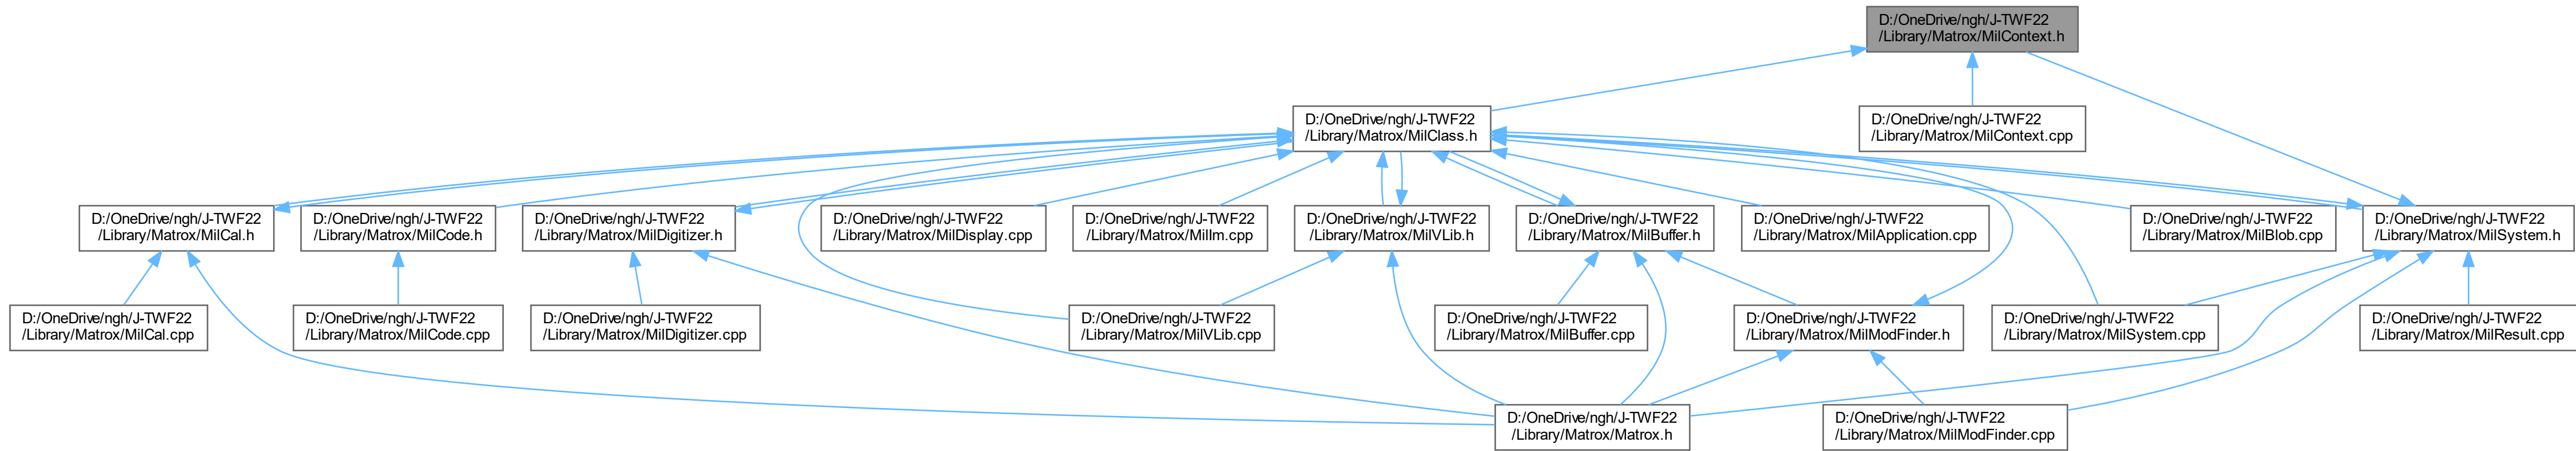 D:/OneDrive/ngh/J-TWF22
/Library/Matrox/MilContext.h
D:/OneDrive/ngh/J-TWF22
/Library/Matrox/MilClass.h
D:/OneDrive/ngh/J-TWF22
/Library/Matrox/MilContext.cpp
D:/OneDrive/ngh/J-TWF22
/Library/Matrox/MilCal.h
D:/OneDrive/ngh/J-TWF22
/Library/Matrox/MilCode.h
D:/OneDrive/ngh/J-TWF22
/Library/Matrox/MilDigitizer.h
D:/OneDrive/ngh/J-TWF22
/Library/Matrox/MilDisplay.cpp
D:/OneDrive/ngh/J-TWF22
/Library/Matrox/MilIm.cpp
D:/OneDrive/ngh/J-TWF22
/Library/Matrox/MilVLib.h
D:/OneDrive/ngh/J-TWF22
/Library/Matrox/MilBuffer.h
D:/OneDrive/ngh/J-TWF22
/Library/Matrox/MilApplication.cpp
D:/OneDrive/ngh/J-TWF22
/Library/Matrox/MilBlob.cpp
D:/OneDrive/ngh/J-TWF22
/Library/Matrox/MilSystem.h
D:/OneDrive/ngh/J-TWF22
/Library/Matrox/MilCal.cpp
D:/OneDrive/ngh/J-TWF22
/Library/Matrox/MilCode.cpp
D:/OneDrive/ngh/J-TWF22
/Library/Matrox/MilDigitizer.cpp
D:/OneDrive/ngh/J-TWF22
/Library/Matrox/MilVLib.cpp
D:/OneDrive/ngh/J-TWF22
/Library/Matrox/MilBuffer.cpp
D:/OneDrive/ngh/J-TWF22
/Library/Matrox/MilModFinder.h
D:/OneDrive/ngh/J-TWF22
/Library/Matrox/MilSystem.cpp
D:/OneDrive/ngh/J-TWF22
/Library/Matrox/MilResult.cpp
D:/OneDrive/ngh/J-TWF22
/Library/Matrox/Matrox.h
D:/OneDrive/ngh/J-TWF22
/Library/Matrox/MilModFinder.cpp